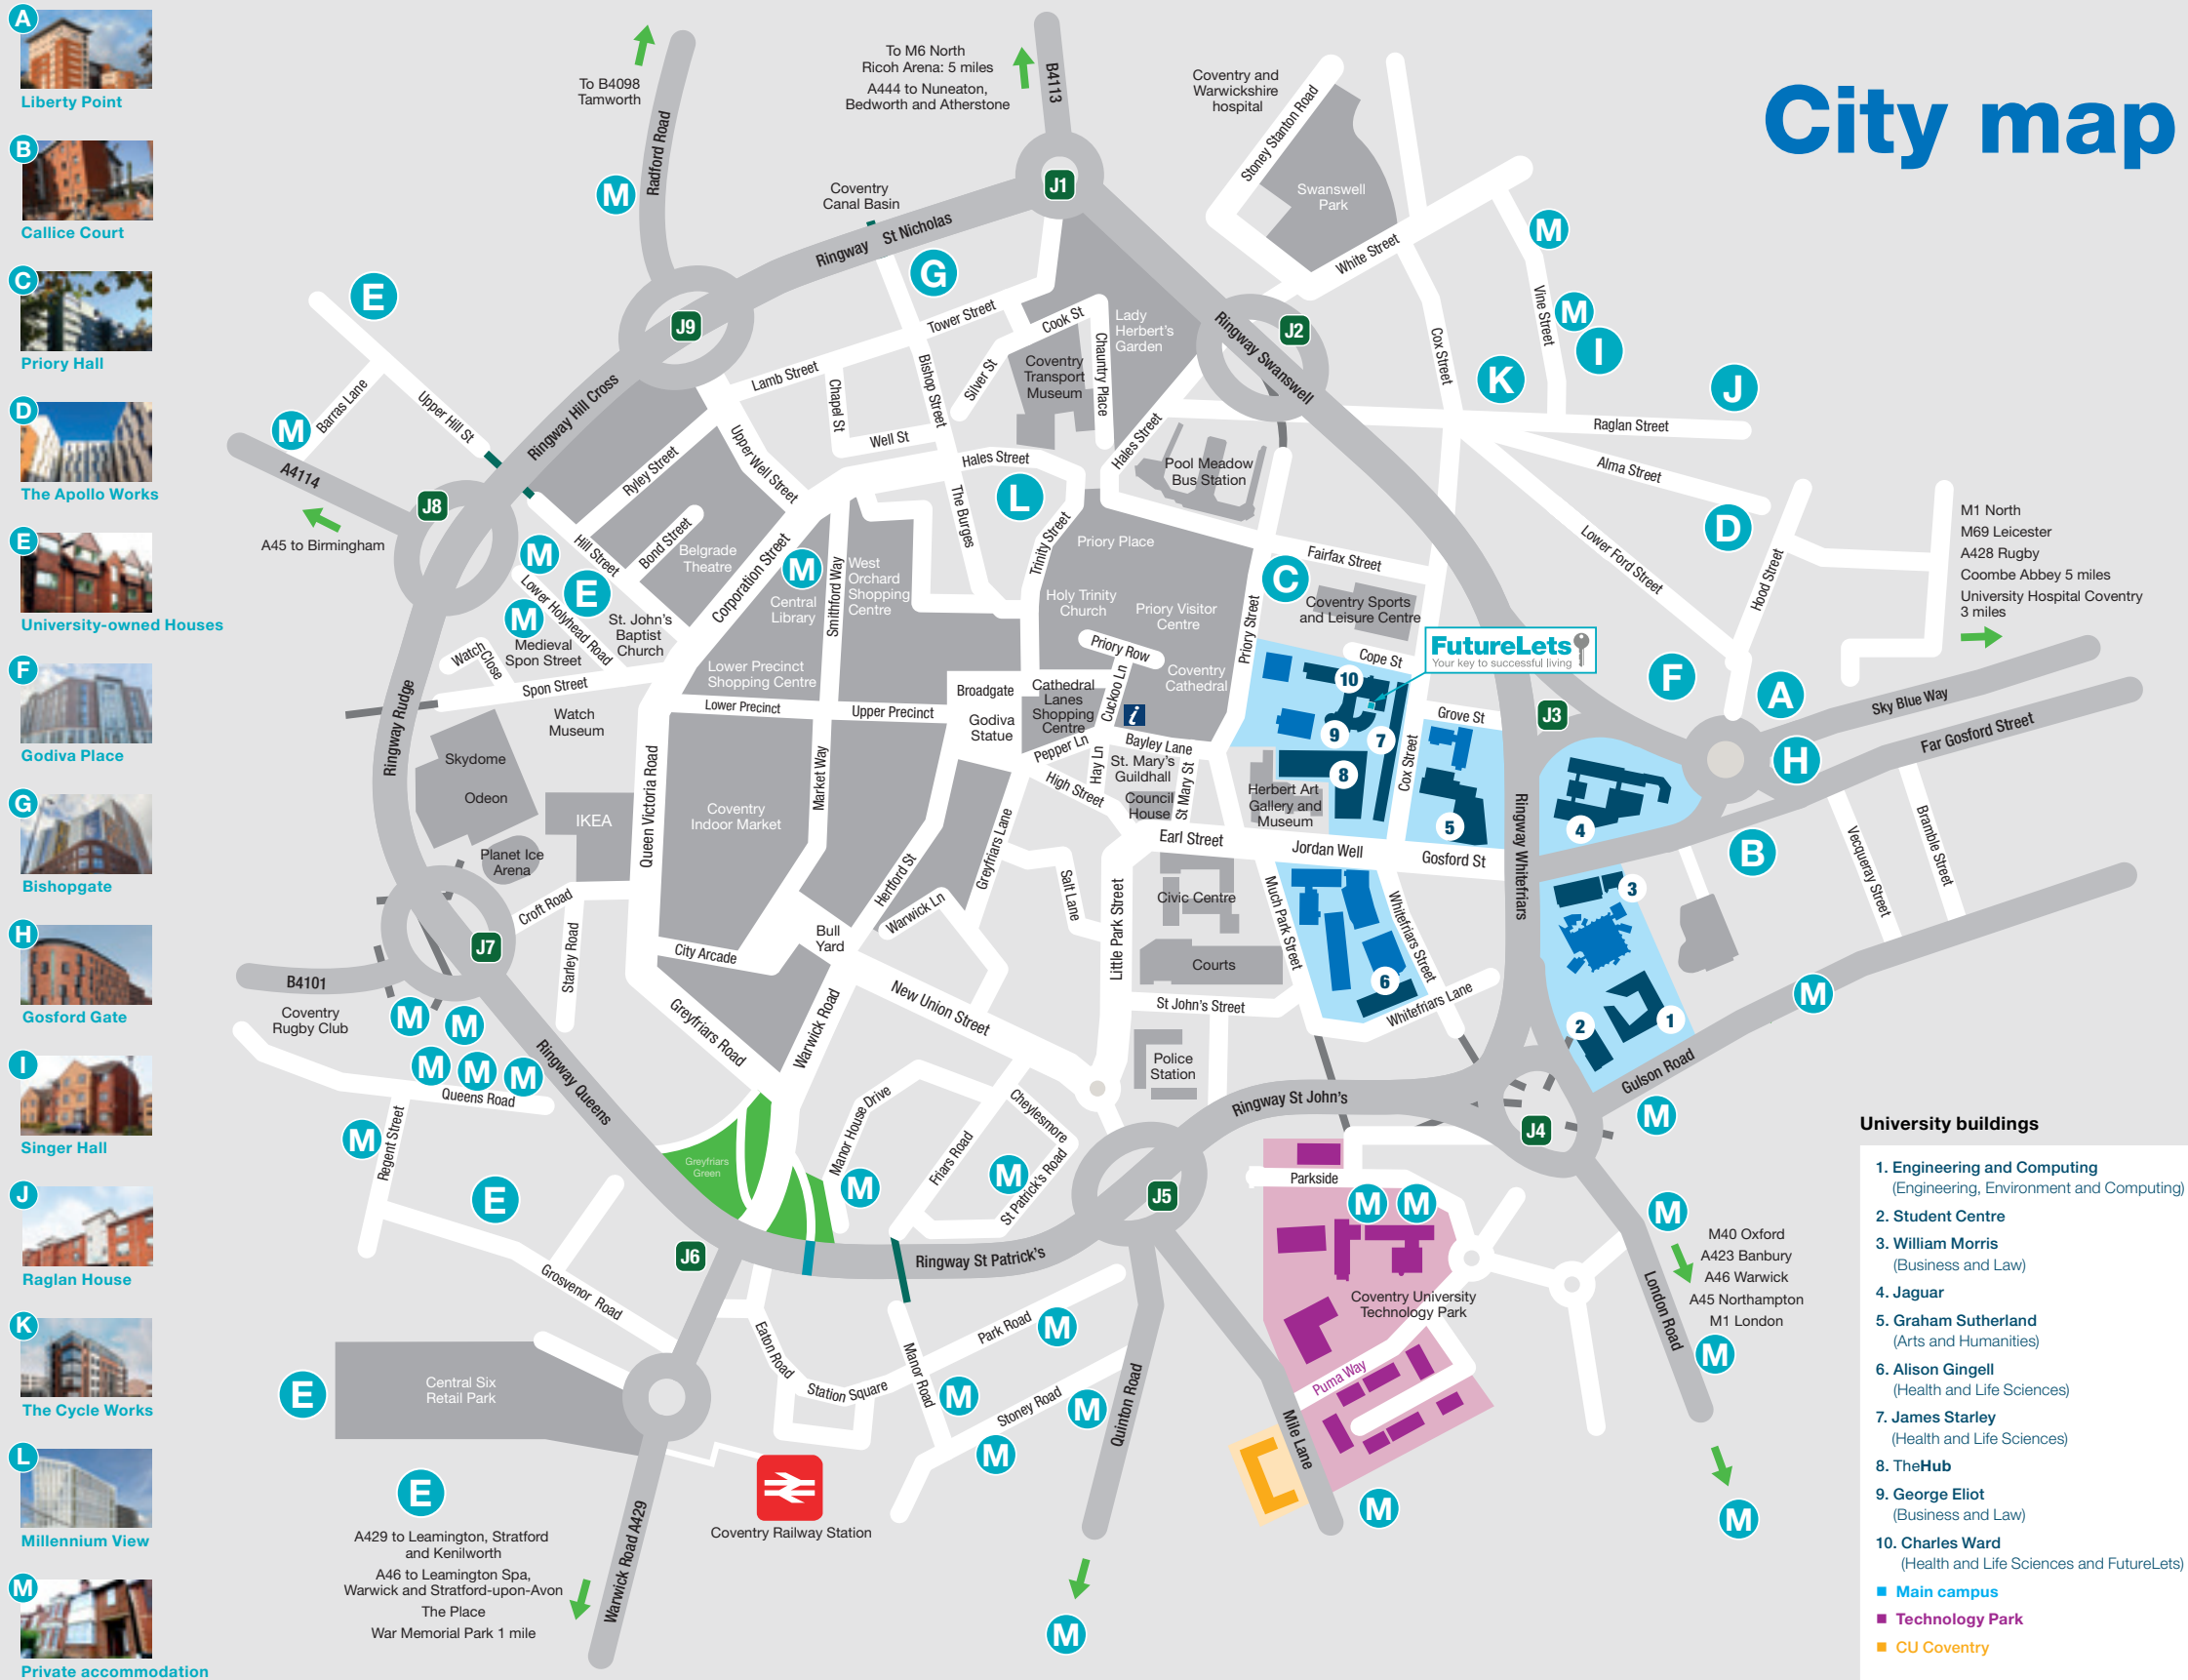 City map
A
Liberty Point
B
Callice Court
C
Priory Hall
D
The Apollo Works
E
University-owned Houses
F
Godiva Place
G
Bishopgate
H
Gosford Gate
I
Singer Hall
J
Raglan House
K
The Cycle Works
L
Millennium View
M
Private accommodation
To B4098
Tamworth
Radford Road
M
To M6 North
Ricoh Arena: 5 miles
A444 to Nuneaton,
Bedworth and Atherstone
B4113
J1
Coventry and
Warwickshire
hospital
Stoney Stanton Road
Swanswell
Park
White Street
M
Coventry
Canal Basin
Ringway St Nicholas
G
E
J9
Tower Street
Cook St
Lady
Herbert's
Garden
Ringway Swanswell
J2
Vine Street
M
I
Cox Street
K
J
Raglan Street
Alma Street
D
Lower Ford Street
Hood Street
M1 North
M69 Leicester
A428 Rugby
Coombe Abbey 5 miles
University Hospital Coventry
3 miles
M
Barras Lane
Upper Hill St
Ringway Hill Cross
A4114
J8
A45 to Birmingham
Lamb Street
Chapel St
Bishop Street
Silver St
Coventry
Transport
Museum
Chauntry Place
Well St
Hales Street
Hales Street
Ryley Street
Upper Well Street
Bond Street
Hill Street
Belgrade
Theatre
Corporation Street
The Burges
L
Trinity Street
Pool Meadow
Bus Station
Priory Place
Fairfax Street
M
E
M
Lower Holyhead Road
Medieval
Spon Street
St. John's
Baptist
Church
M
Central
Library
Smithford Way
West
Orchard
Shopping
Centre
Holy Trinity
Church
Priory Visitor
Centre
C
Priory Street
Coventry Sports
and Leisure Centre
Cope St
FutureLets
Your key to successful living
F
A
Sky Blue Way
Far Gosford Street
H
Watch Close
Spon Street
Watch
Museum
Ringway Rudge
Lower Precinct
Shopping Centre
Lower Precinct
Upper Precinct
Broadgate
Godiva
Statue
Cathedral
Lanes
Shopping
Centre
Priory Row
Cuckoo Ln
Coventry
Cathedral
i
Pepper Ln
Bayley Lane
Hay Ln
St. Mary's
Guildhall
Council
House
St Mary St
High Street
Herbert Art
Gallery and
Museum
10
9
7
8
Cox Street
Grove St
5
J3
4
B
Skydome
Odeon
IKEA
Planet Ice
Arena
Queen Victoria Road
Coventry
Indoor Market
Market Way
Hertford St
Greyfriars Lane
Warwick Ln
Salt Lane
Little Park Street
Earl Street
Jordan Well
Gosford St
Ringway Whitefriars
Vecqueray Street
Bramble Street
3
Civic Centre
Courts
Much Park Street
Whitefriars Street
6
St John's Street
Whitefriars Lane
2
1
Gulson Road
M
M
Croft Road
J7
Starley Road
City Arcade
Bull
Yard
B4101
Coventry
Rugby Club
M
M
M
M
M
Queens Road
Ringway Queens
Greyfriars Road
Warwick Road
New Union Street
Police
Station
Ringway St John's
J4
M
Regent Street
E
Greyfriars
Green
Manor House Drive
M
Friars Road
Cheylesmore
M
St Patrick's Road
J5
J6
Ringway St Patrick's
Parkside
M
M
Coventry University
Technology Park
Puma Way
Mile Lane
M
M
M40 Oxford
A423 Banbury
A46 Warwick
A45 Northampton
M1 London
London Road
M
M
Grosvenor Road
Central Six
Retail Park
E
Eaton Road
Station Square
Manor Road
Park Road
M
M
Stoney Road
M
M
Quinton Road
M
Coventry Railway Station
E
A429 to Leamington, Stratford
and Kenilworth
A46 to Leamington Spa,
Warwick and Stratford-upon-Avon
The Place
War Memorial Park 1 mile
Warwick Road A429
University buildings
1. Engineering and Computing
(Engineering, Environment and Computing)
2. Student Centre
3. William Morris
(Business and Law)
4. Jaguar
5. Graham Sutherland
(Arts and Humanities)
6. Alison Gingell
(Health and Life Sciences)
7. James Starley
(Health and Life Sciences)
8. TheHub
9. George Eliot
(Business and Law)
10. Charles Ward
(Health and Life Sciences and FutureLets)
Main campus
Technology Park
CU Coventry